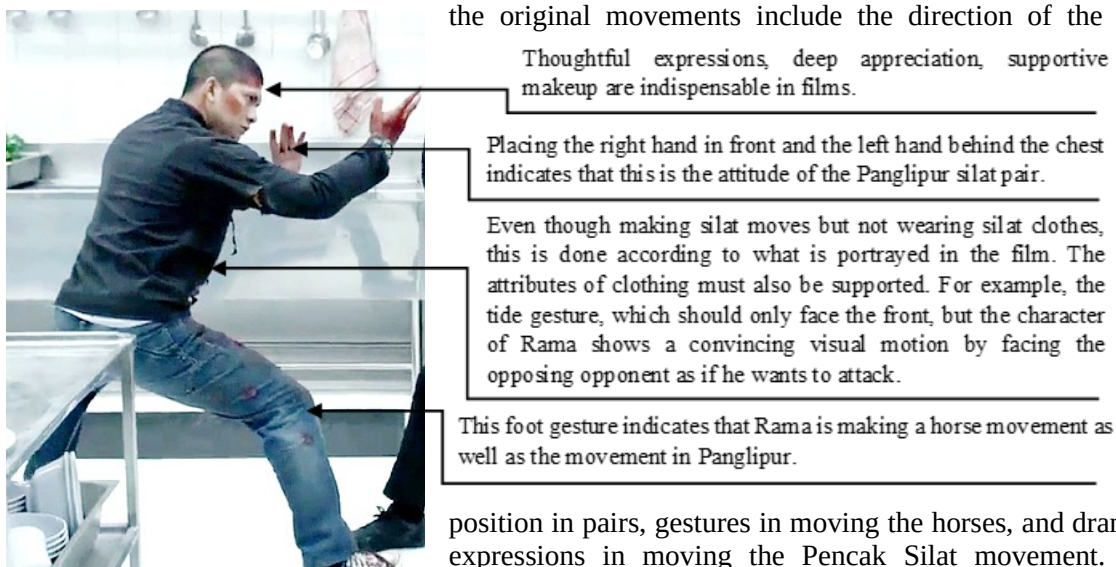 the original movements include the direction of the
Thoughtful expressions, deep appreciation, supportive
makeup are indispensable in films.
Placing the right hand in front and the left hand behind the chest
indicates that this is the attitude of the Panglipur silat pair.
Even though making silat moves but not wearing silat clothes,
this is done according to what is portrayed in the film. The
attributes of clothing must also be supported. For example, the
tide gesture, which should only face the front, but the character
of Rama shows a convincing visual motion by facing the
opposing opponent as if he wants to attack.
This foot gesture indicates that Rama is making a horse movement as
well as the movement in Panglipur.
position in pairs, gestures in moving the horses, and
expressions in moving the Pencak Silat movement.